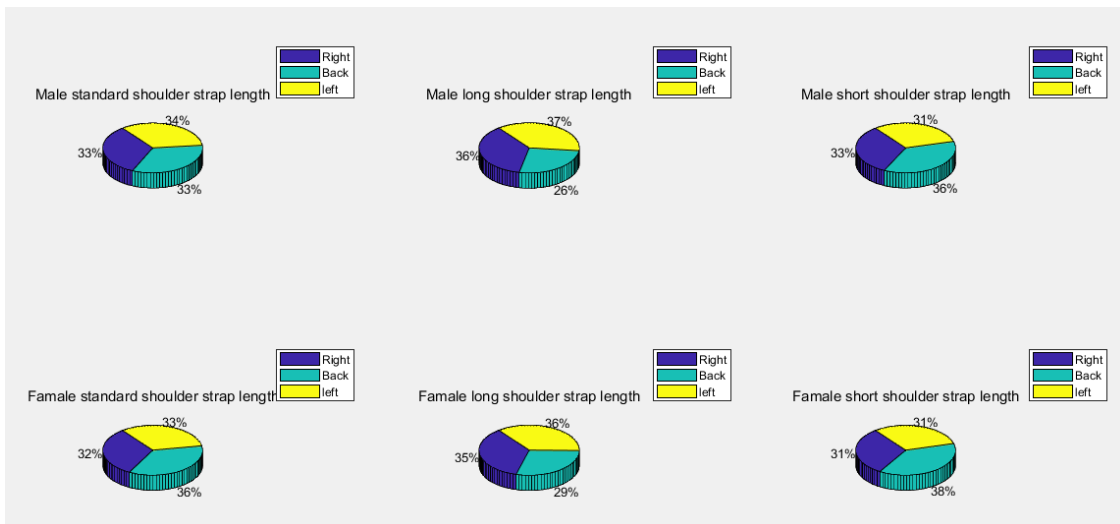 Right
Back
left
Male standard shoulder strap length
34%
33%
33%
Right
Back
left
Male long shoulder strap length
37%
36%
26%
Right
Back
left
Male short shoulder strap length
31%
33%
36%
Right
Back
left
Famale standard shoulder strap length
33%
32%
36%
Right
Back
left
Famale long shoulder strap length
36%
35%
29%
Right
Back
left
Famale short shoulder strap length
31%
31%
38%